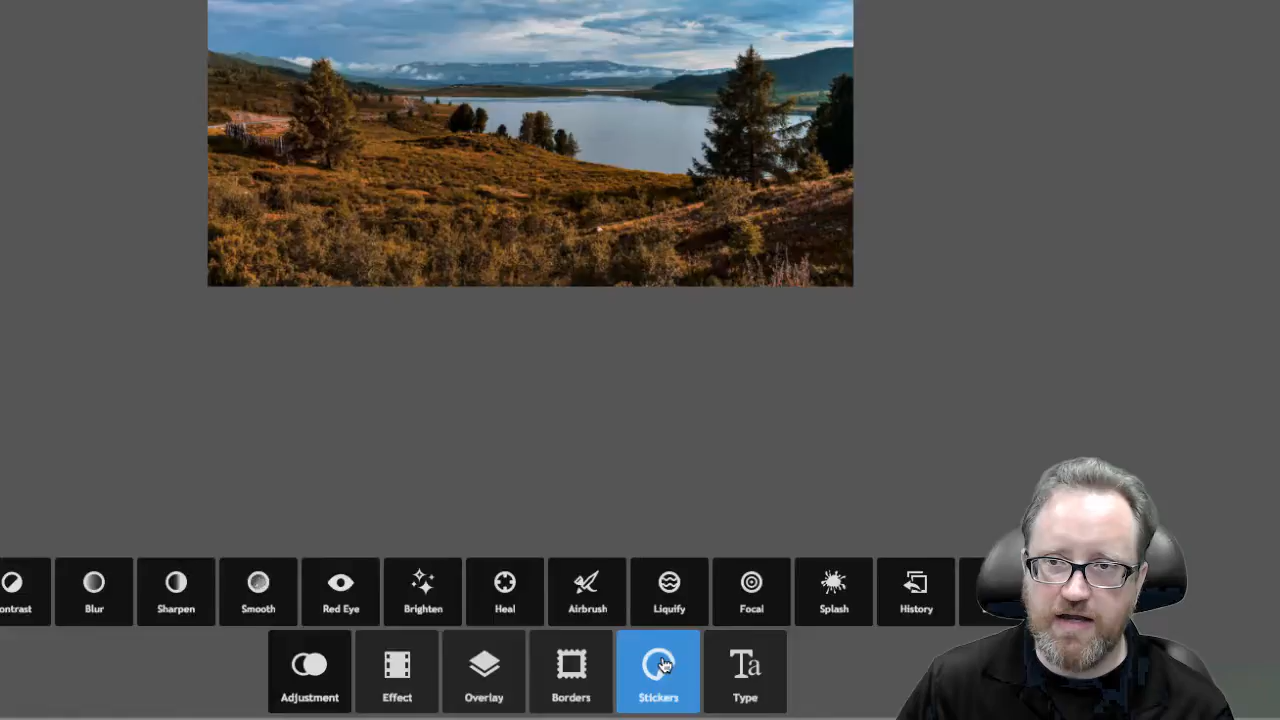 ontrast
Blur
Sharpen
Smooth
Red Eye
Brighten
Heal
Airbrush
Liquify
Focal
Splash
History
Adjustment
Effect
Overlay
Borders
Stickers
Ta
Type